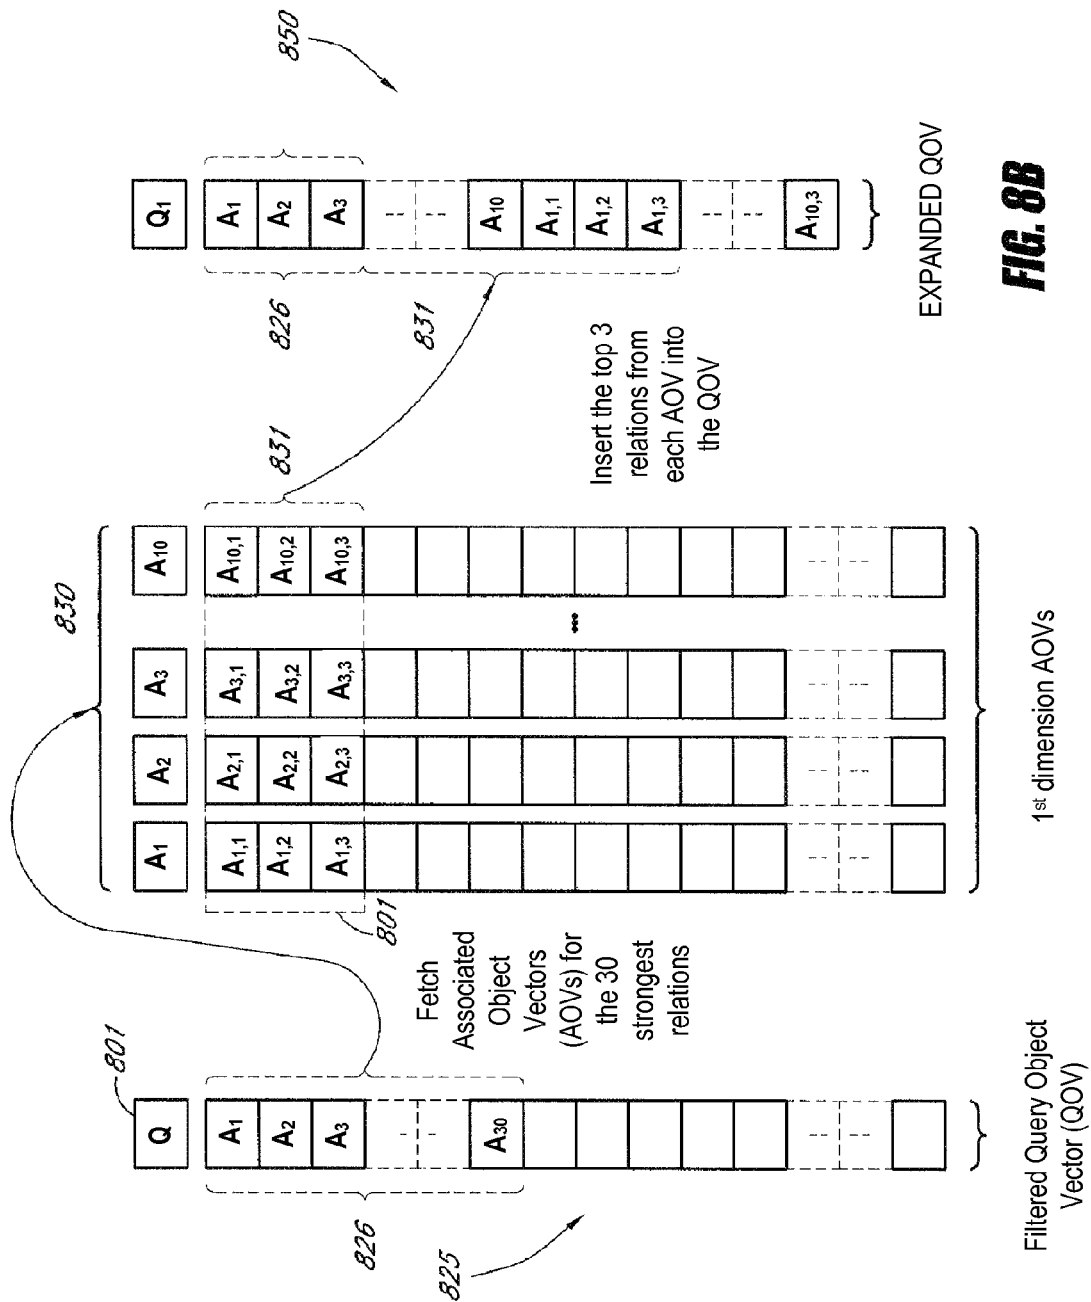 801
Q
A1
A2
A3
A30
826
825
Filtered Query Object
Vector (QOV)
Fetch
Associated
Object
Vectors
(AOVs) for
the 30
strongest
relations
830
A1
A1,1
A1,2
A1,3
801
A2
A2,1
A2,2
A2,3
A3
A3,1
A3,2
A3,3
...
A10
A10,1
A10,2
A10,3
831
1st dimension AOVs
Insert the top 3
relations from
each AOV into
the QOV
850
Q1
A1
A2
A3
A10
A1,1
A1,2
A1,3
A10,3
826
831
EXPANDED QOV
FIG. 8B